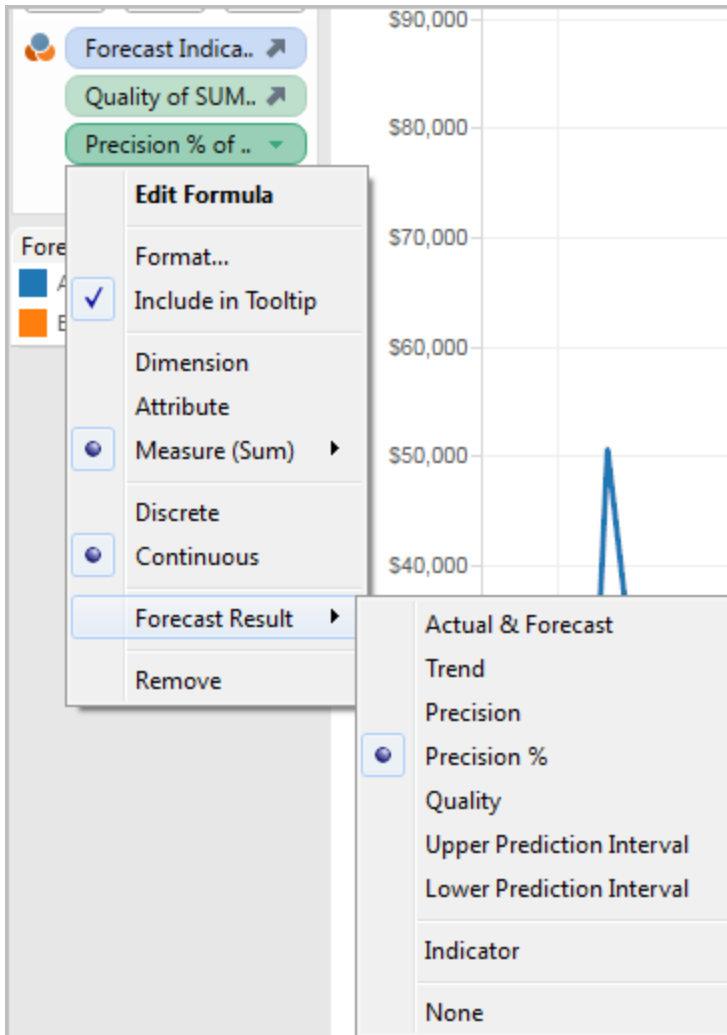 $90,000
Forecast Indica..
Quality of SUM..
$80,000
Precision % of ..
Edit Formula
$70,000
Fore
Format...
A
Include in Tooltip
E
$60,000
Dimension
Attribute
Measure (Sum)
$50,000
Discrete
Continuous
$40,000
Forecast Result
Actual & Forecast
Trend
Remove
Precision
Precision %
Quality
Upper Prediction Interval
Lower Prediction Interval
Indicator
None